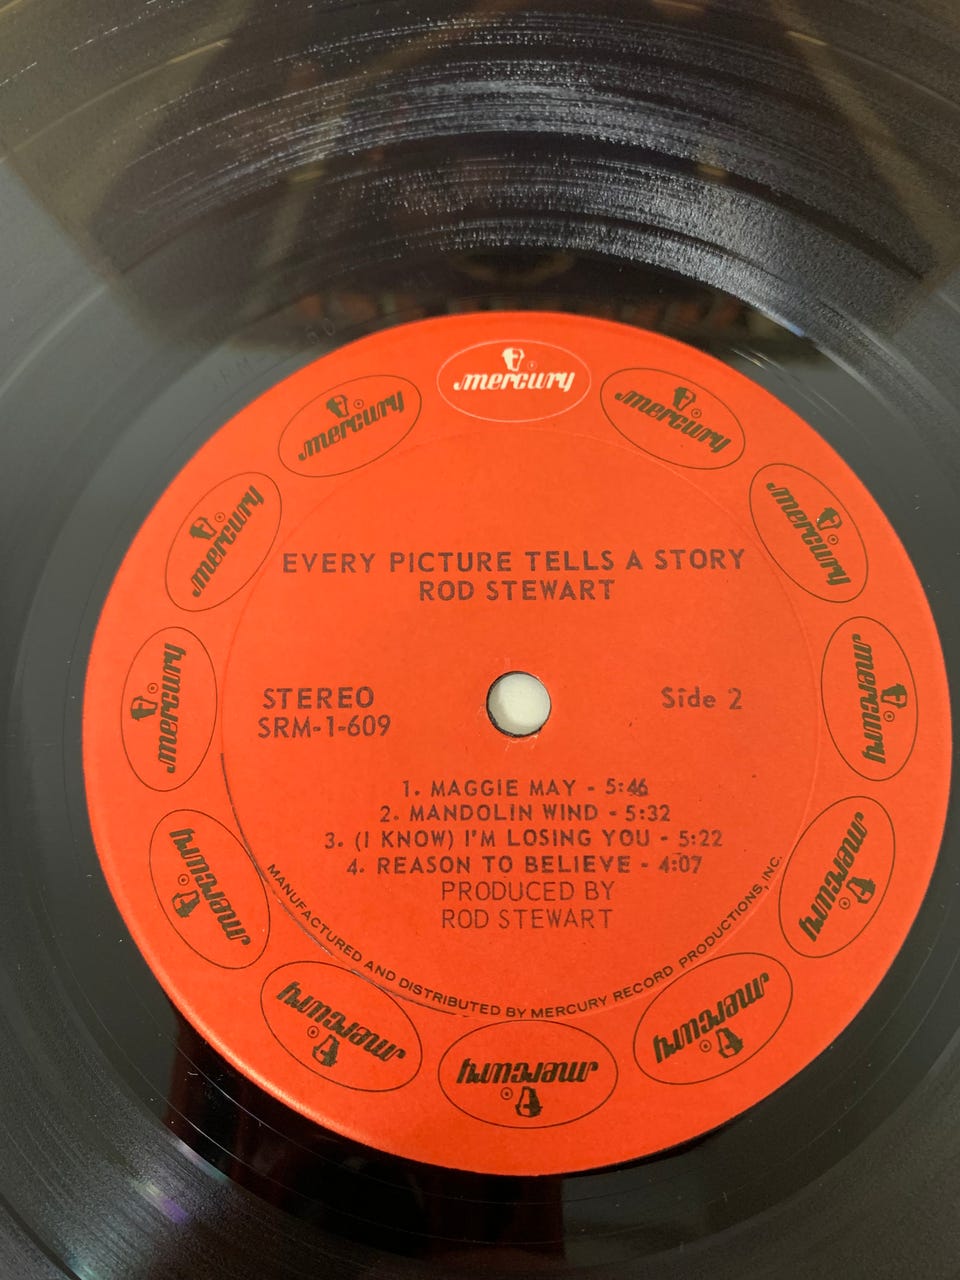 mercury
mercury
mercury
mercury
mercury
mercury
mercury
mercury
mercury
mercury
mercury
mercury
EVERY PICTURE TELLS A STORY
ROD STEWART
STEREO
SRM-1-609
Side 2
1. MAGGIE MAY - 5:46
2. MANDOLIN WIND - 5:32
3. (I KNOW) I'M LOSING YOU - 5:22
4. REASON TO BELIEVE - 4:07
PRODUCED BY
ROD STEWART
MANUFACTURED AND DISTRIBUTED BY MERCURY RECORD PRODUCTIONS, INC.